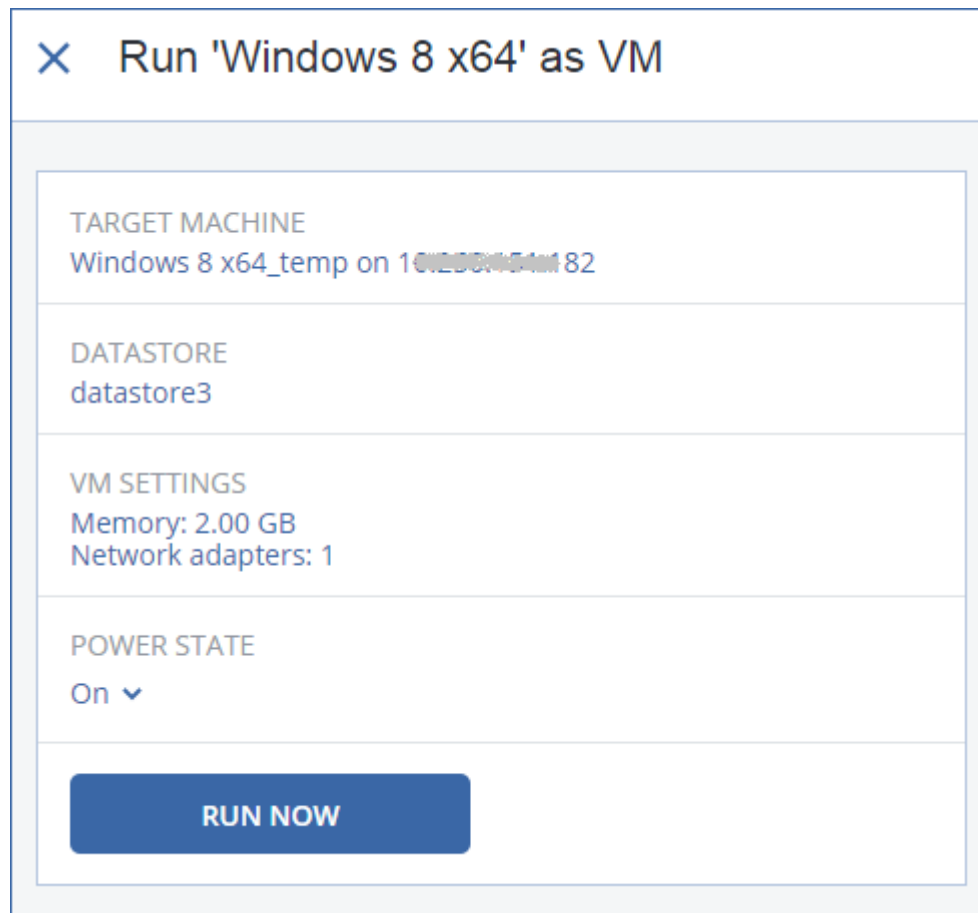 Run 'Windows 8 x64' as VM
TARGET MACHINE
Windows 8 x64_temp on
DATASTORE
datastore3
VM SETTINGS
Memory: 2.00 GB
Network adapters: 1
POWER STATE
On
RUN NOW